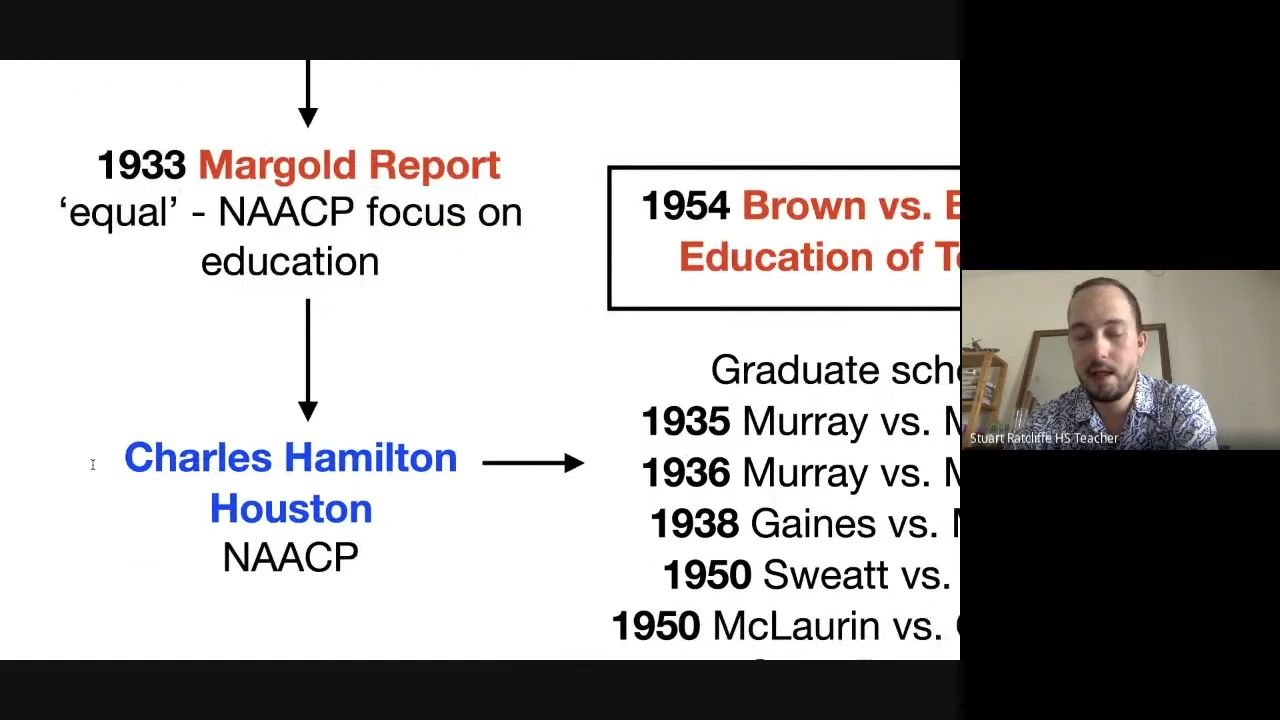 1933 Margold Report
‘equal’ - NAACP focus on
education
Charles Hamilton
Houston
NAACP
1954 Brown vs.
Education of
Graduate
1935 Murray vs.
1936 Murray vs.
1938 Gaines vs.
1950 Sweatt vs.
1950 McLaurin vs.
Stuart Ratcliffe HS Teacher